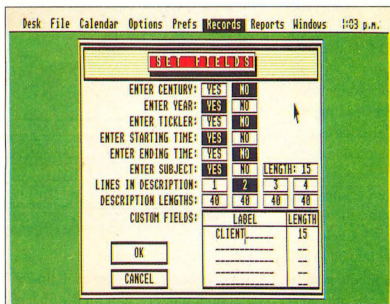 Desk File Calendar Options Prefs Records Reports Windows 1:03 p.m.
SET FIELDS
ENTER CENTURY: YES NO
ENTER YEAR: YES NO
ENTER TICKLER: YES NO
ENTER STARTING TIME: YES NO
ENTER ENDING TIME: YES NO
ENTER SUBJECT: YES NO LENGTH: 15
LINES IN DESCRIPTION: 1 2 3 4
DESCRIPTION LENGTHS: 40 40 40 40
CUSTOM FIELDS: LABEL LENGTH
CLIENT 15
OK
CANCEL